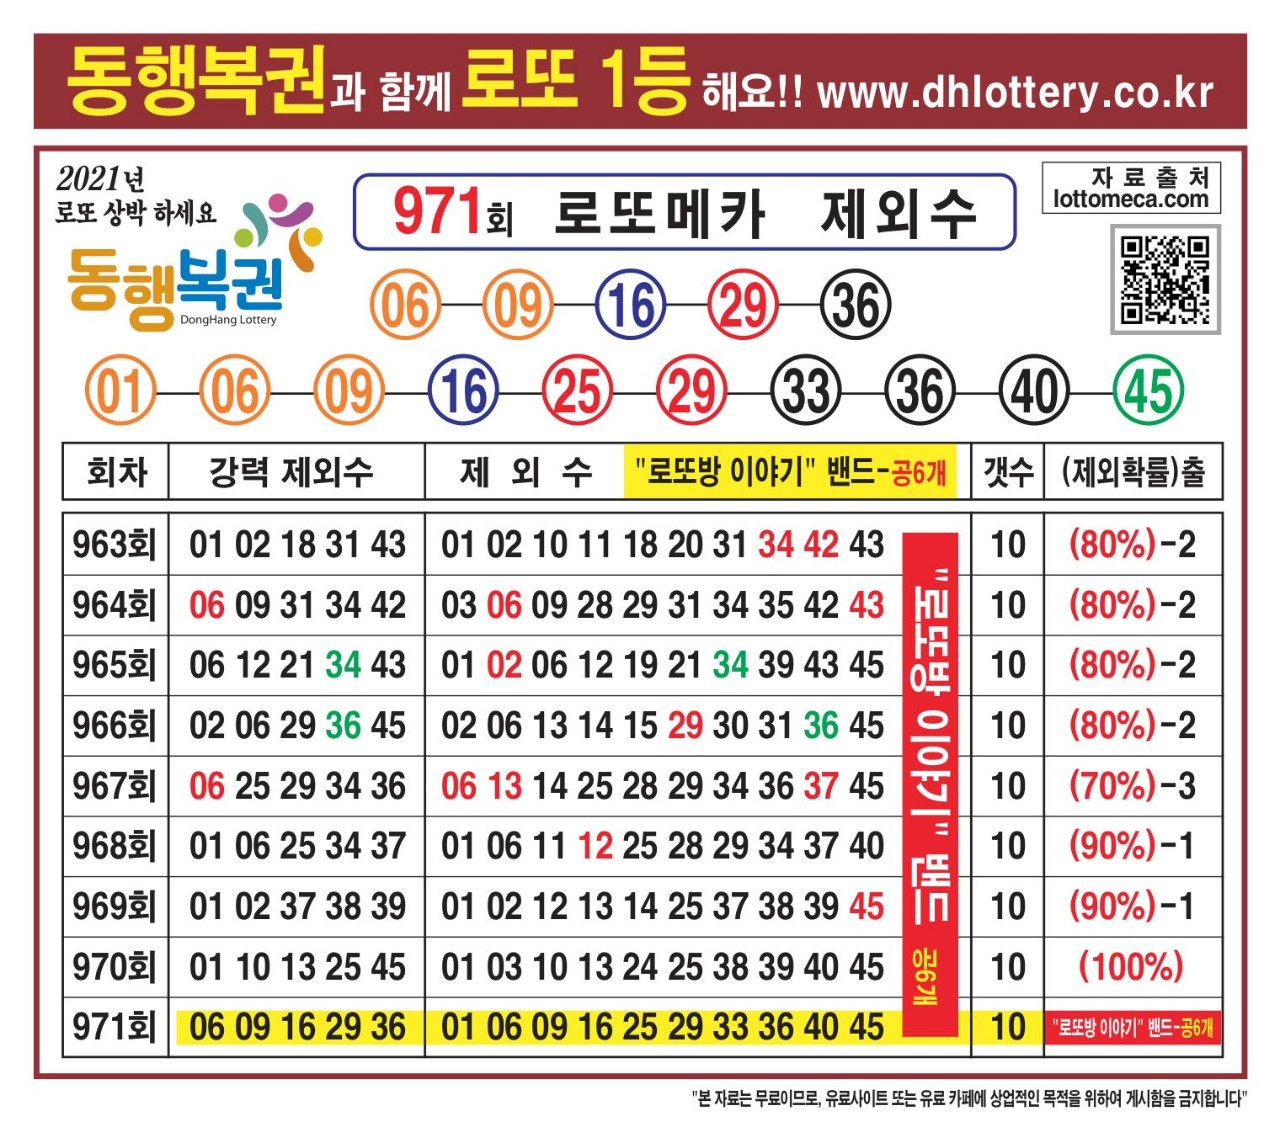 동행복권과 함께 로또 1등 해요!! www.dhlottery.co.kr
2021년
로또 상박 하세요
동행복권
DongHang Lottery
971회 로또메카 제외수
자료출처
lottomeca.com
06 09 16 29 36
01 06 09 16 25 29 33 36 40 45
회차 강력 제외수 제 외 수 "로또방 이야기" 밴드-공6개 갯수 (제외확률)출
963회 01 02 18 31 43 01 02 10 11 18 20 31 34 42 43 10 (80%)-2
964회 06 09 31 34 42 03 06 09 28 29 31 34 35 42 43 10 (80%)-2
965회 06 12 21 34 43 01 02 06 12 19 21 34 39 43 45 10 (80%)-2
966회 02 06 29 36 45 02 06 13 14 15 29 30 31 36 45 10 (80%)-2
967회 06 25 29 34 36 06 13 14 25 28 29 34 36 37 45 10 (70%)-3
968회 01 06 25 34 37 01 06 11 12 25 28 29 34 37 40 10 (90%)-1
969회 01 02 37 38 39 01 02 12 13 14 25 37 38 39 45 10 (90%)-1
970회 01 10 13 25 45 01 03 10 13 24 25 38 39 40 45 10 (100%)
971회 06 09 16 29 36 01 06 09 16 25 29 33 36 40 45 10 "로또방 이야기" 밴드-공6개
"로또방 이야기" 밴드 공6개
"본 자료는 무료이므로, 유료사이트 또는 유료 카페에 상업적인 목적을 위하여 게시함을 금지합니다"